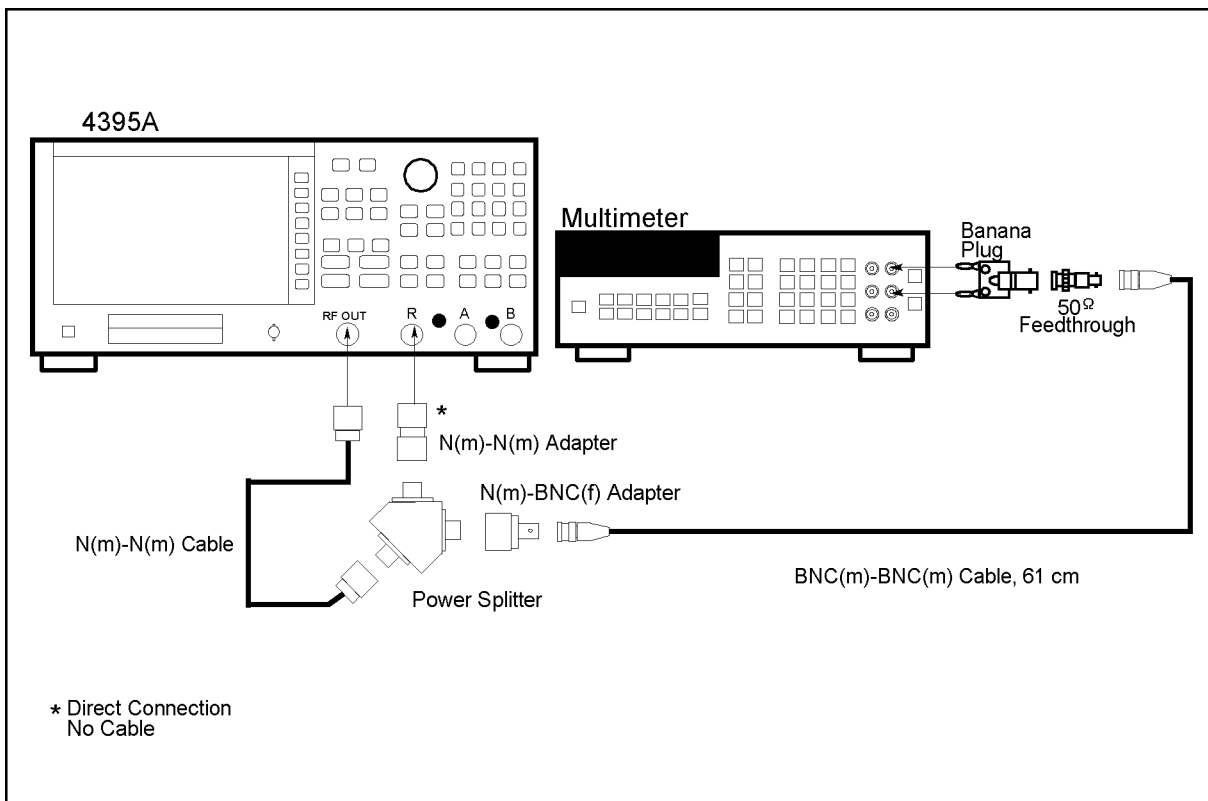 4395A
Multimeter
Banana
Plug
50Ω
Feedthrough
RF OUT
R
A
B
*
N(m)-N(m) Adapter
N(m)-BNC(f) Adapter
N(m)-N(m) Cable
BNC(m)-BNC(m) Cable, 61 cm
Power Splitter
* Direct Connection
No Cable